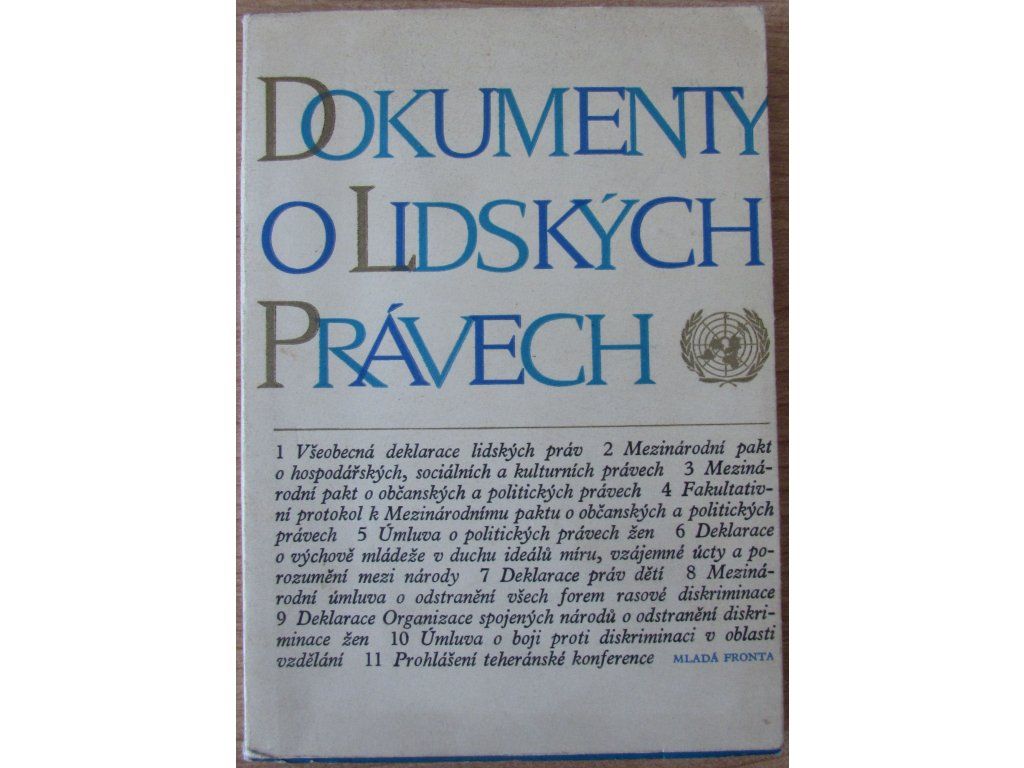 DOKUMENTY
O LIDSKÝCH
PRÁVECH
1 Všeobecná deklarace lidských práv 2 Mezinárodní pakt
o hospodářských, sociálních a kulturních právech 3 Meziná-
rodní pakt o občanských a politických právech 4 Fakultativ-
ní protokol k Mezinárodnímu paktu o občanských a politických
právech 5 Úmluva o politických právech žen 6 Deklarace
o výchově mládeže v duchu ideálů míru, vzájemné úcty a po-
rozumění mezi národy 7 Deklarace práv dětí 8 Meziná-
rodní úmluva o odstranění všech forem rasové diskriminace
9 Deklarace Organizace spojených národů o odstranění diskri-
minace žen 10 Úmluva o boji proti diskriminaci v oblasti
vzdělání 11 Prohlášení teheránské konference MLADÁ FRONTA